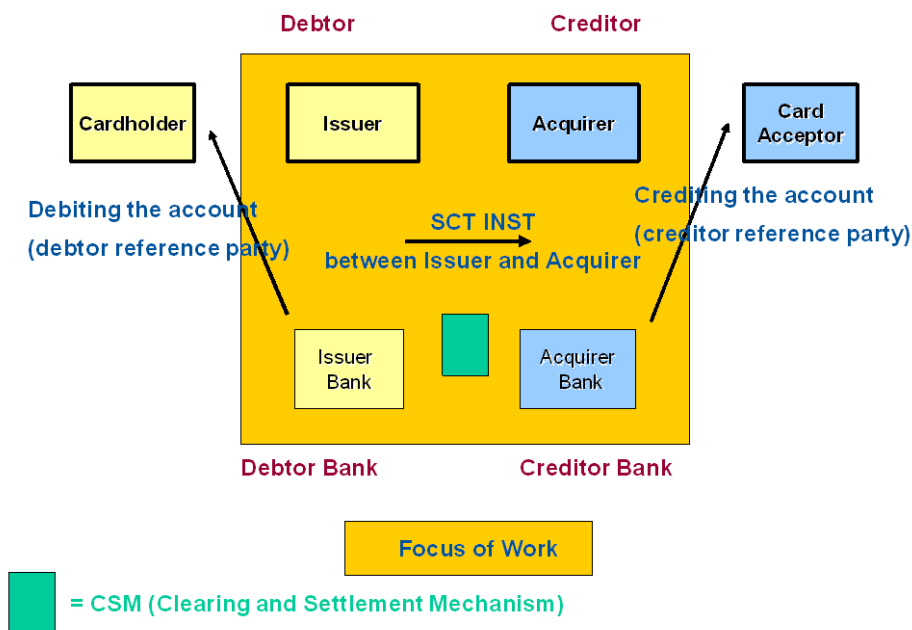 Debtor
Creditor
Cardholder
Issuer
Acquirer
Card
Acceptor
Debiting the account
(debtor reference party)
SCT INST
between Issuer and Acquirer
Crediting the account
(creditor reference party)
Issuer
Bank
Acquirer
Bank
Debtor Bank
Creditor Bank
Focus of Work
= CSM (Clearing and Settlement Mechanism)